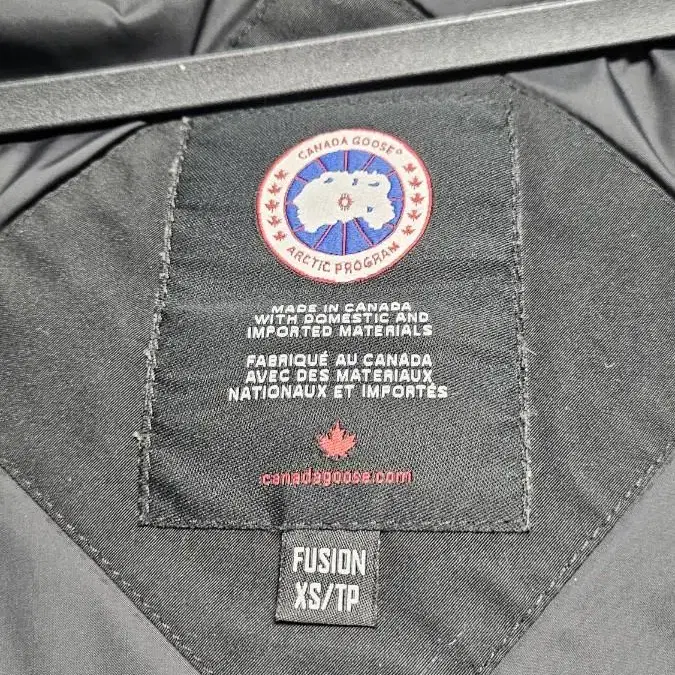 CANADA GOOSE®
ARCTIC PROGRAM
MADE IN CANADA
WITH DOMESTIC AND
IMPORTED MATERIALS
FABRIQUÉ AU CANADA
AVEC DES MATERIAUX
NATIONAUX ET IMPORTÉS
canadagoose.com
FUSION
XS/TP